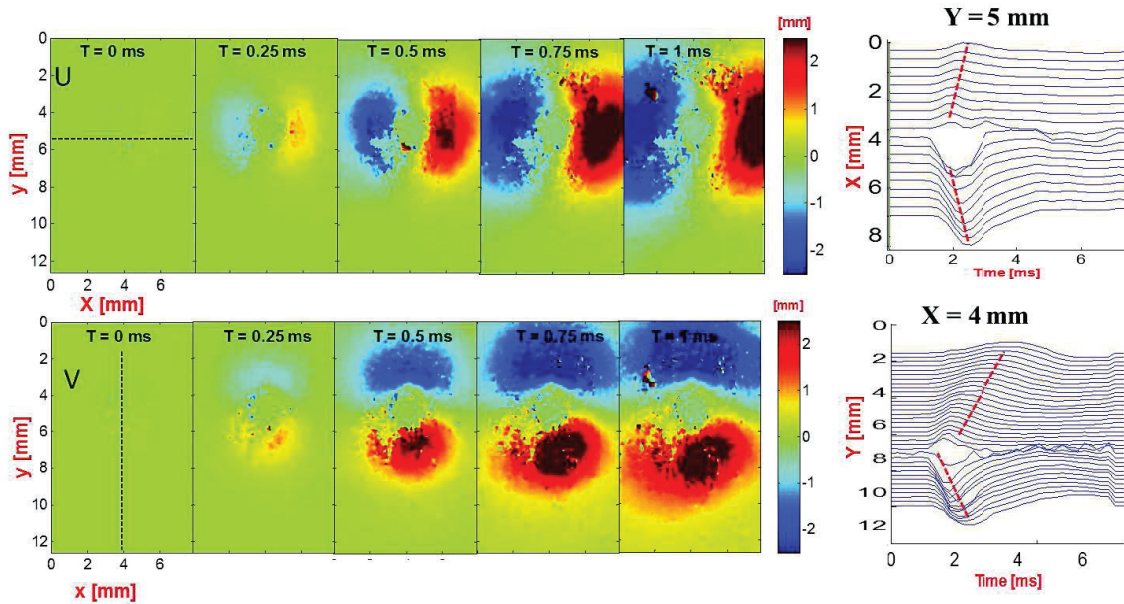 T = 0 ms
T = 0.25 ms
T = 0.5 ms
T = 0.75 ms
T = 1 ms
[mm]
U
y [mm]
0
2
4
6
8
10
12
0 2 4 6
X [mm]
2
1
0
-1
-2
Y = 5 mm
0
2
4
6
8
X [mm]
0 2 4 6
Time [ms]
T = 0 ms
T = 0.25 ms
T = 0.5 ms
T = 0.75 ms
T = 1 ms
[mm]
V
y [mm]
0
2
4
6
8
10
12
0 2 4 6
x [mm]
2
1
0
-1
-2
X = 4 mm
0
2
4
6
8
10
12
Y [mm]
0 2 4 6
Time [ms]